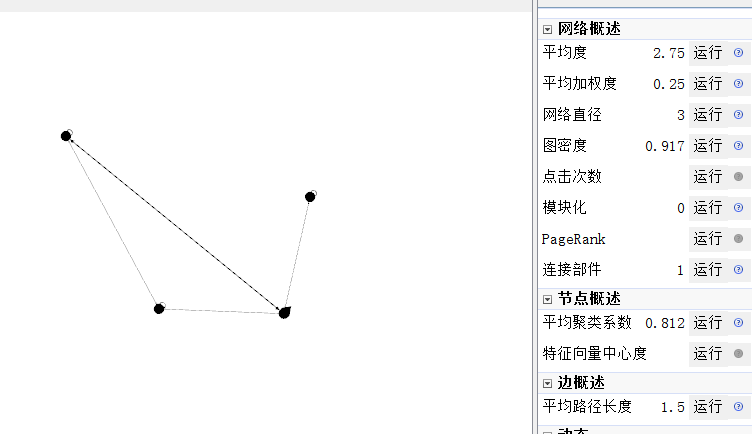 网络概述
平均度 2.75 运行
平均加权度 0.25 运行
网络直径 3 运行
图密度 0.917 运行
点击次数 运行
模块化 0 运行
PageRank 运行
连接部件 1 运行
节点概述
平均聚类系数 0.812 运行
特征向量中心度 运行
边概述
平均路径长度 1.5 运行
动态